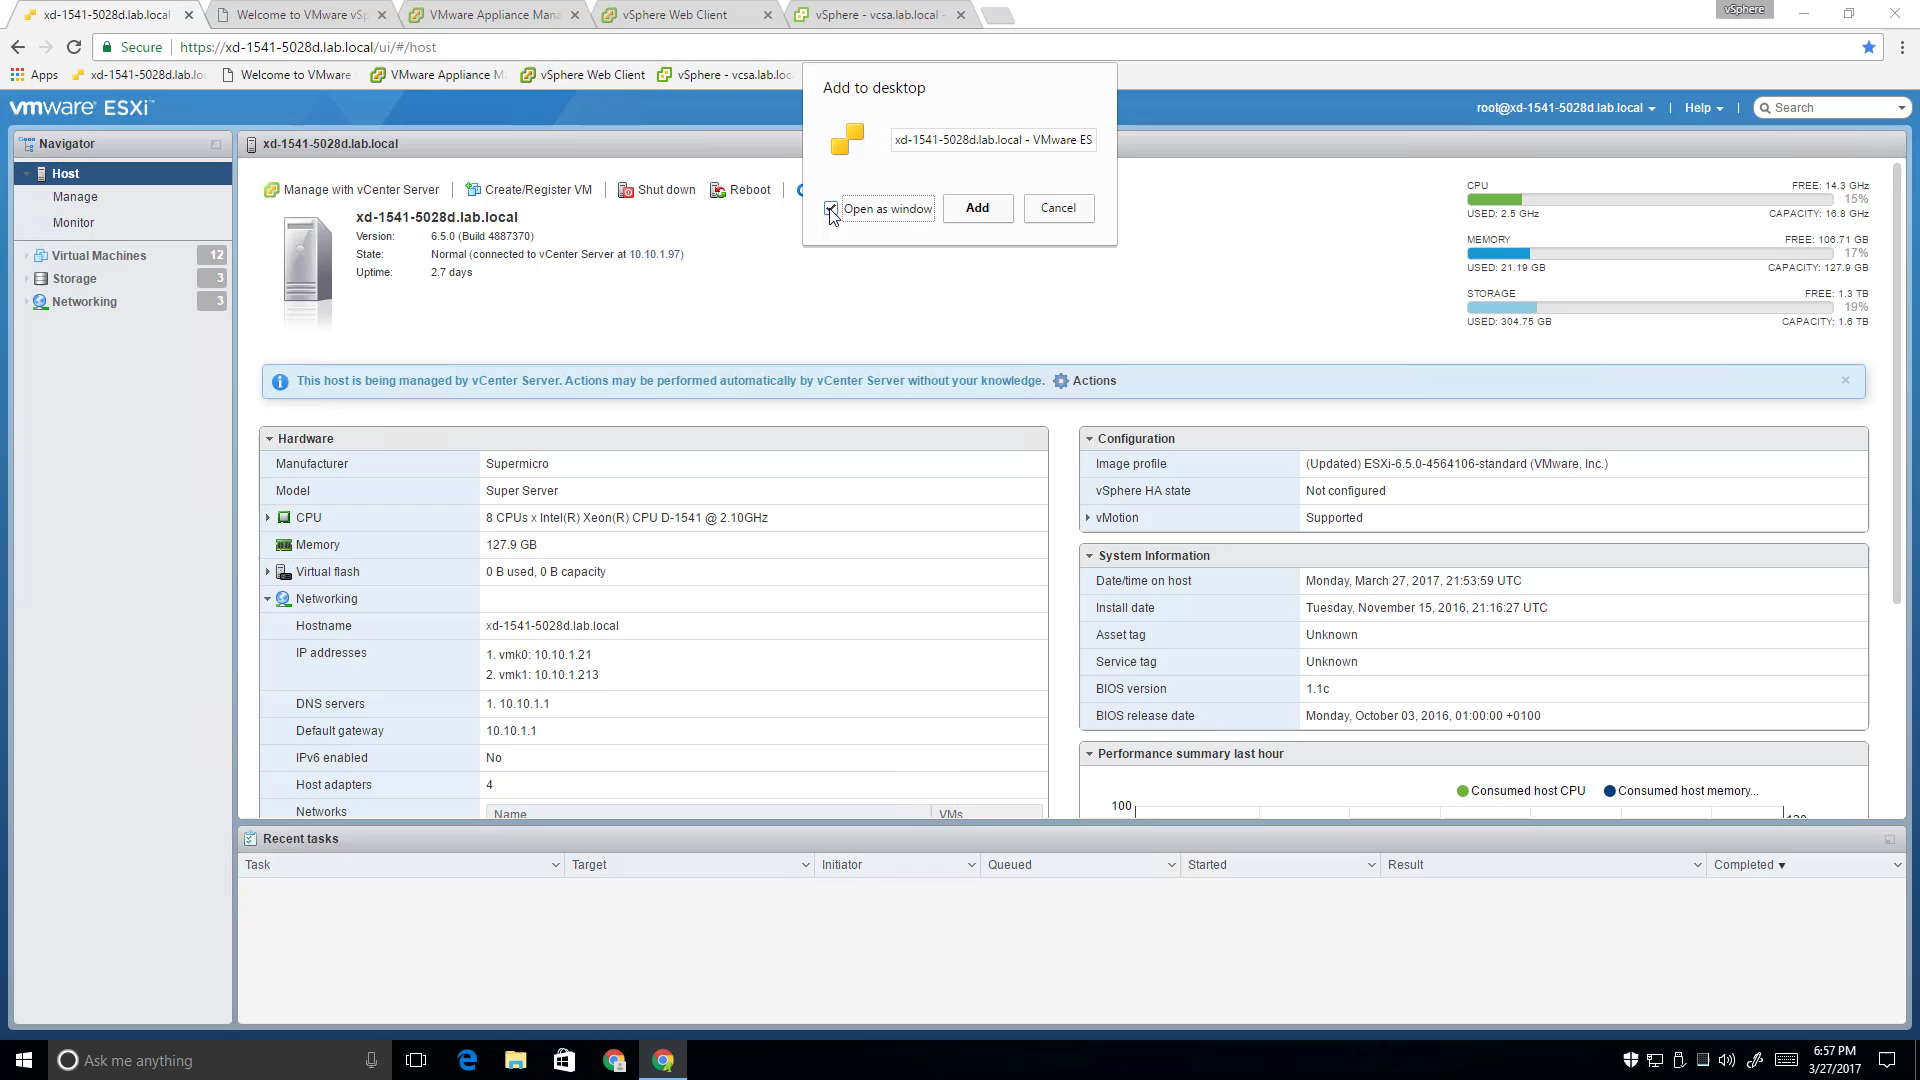 xd-1541-5028d.lab.local
Welcome to VMware vSp
VMware Appliance Mana
vSphere Web Client
vSphere - vcsa.lab.local -
vSphere
Secure
https://xd-1541-5028d.lab.local/ui/#/host
Apps
xd-1541-5028d.lab.lo
Welcome to VMware
VMware Appliance M
vSphere Web Client
vSphere - vcsa.lab.loc
Add to desktop
xd-1541-5028d.lab.local - VMware ES
Open as window
Add
Cancel
vmware ESXi
root@xd-1541-5028d.lab.local
Help
Search
Navigator
Host
Manage
Monitor
Virtual Machines 12
Storage 3
Networking 3
xd-1541-5028d.lab.local
Manage with vCenter Server
Create/Register VM
Shut down
Reboot
xd-1541-5028d.lab.local
Version: 6.5.0 (Build 4887370)
State: Normal (connected to vCenter Server at 10.10.1.97)
Uptime: 2.7 days
CPU FREE: 14.3 GHz
15%
USED: 2.5 GHz CAPACITY: 16.8 GHz
MEMORY FREE: 106.71 GB
17%
USED: 21.19 GB CAPACITY: 127.9 GB
STORAGE FREE: 1.3 TB
19%
USED: 304.75 GB CAPACITY: 1.6 TB
This host is being managed by vCenter Server. Actions may be performed automatically by vCenter Server without your knowledge. Actions
Hardware
Manufacturer Supermicro
Model Super Server
CPU 8 CPUs x Intel(R) Xeon(R) CPU D-1541 @ 2.10GHz
Memory 127.9 GB
Virtual flash 0 B used, 0 B capacity
Networking
Hostname xd-1541-5028d.lab.local
IP addresses 1. vmk0: 10.10.1.21
2. vmk1: 10.10.1.213
DNS servers 1. 10.10.1.1
Default gateway 10.10.1.1
IPv6 enabled No
Host adapters 4
Networks Name VMs
Configuration
Image profile (Updated) ESXi-6.5.0-4564106-standard (VMware, Inc.)
vSphere HA state Not configured
vMotion Supported
System Information
Date/time on host Monday, March 27, 2017, 21:53:59 UTC
Install date Tuesday, November 15, 2016, 21:16:27 UTC
Asset tag Unknown
Service tag Unknown
BIOS version 1.1c
BIOS release date Monday, October 03, 2016, 01:00:00 +0100
Performance summary last hour
Consumed host CPU
Consumed host memory...
100
Recent tasks
Task Target Initiator Queued Started Result Completed
Ask me anything
6:57 PM
3/27/2017